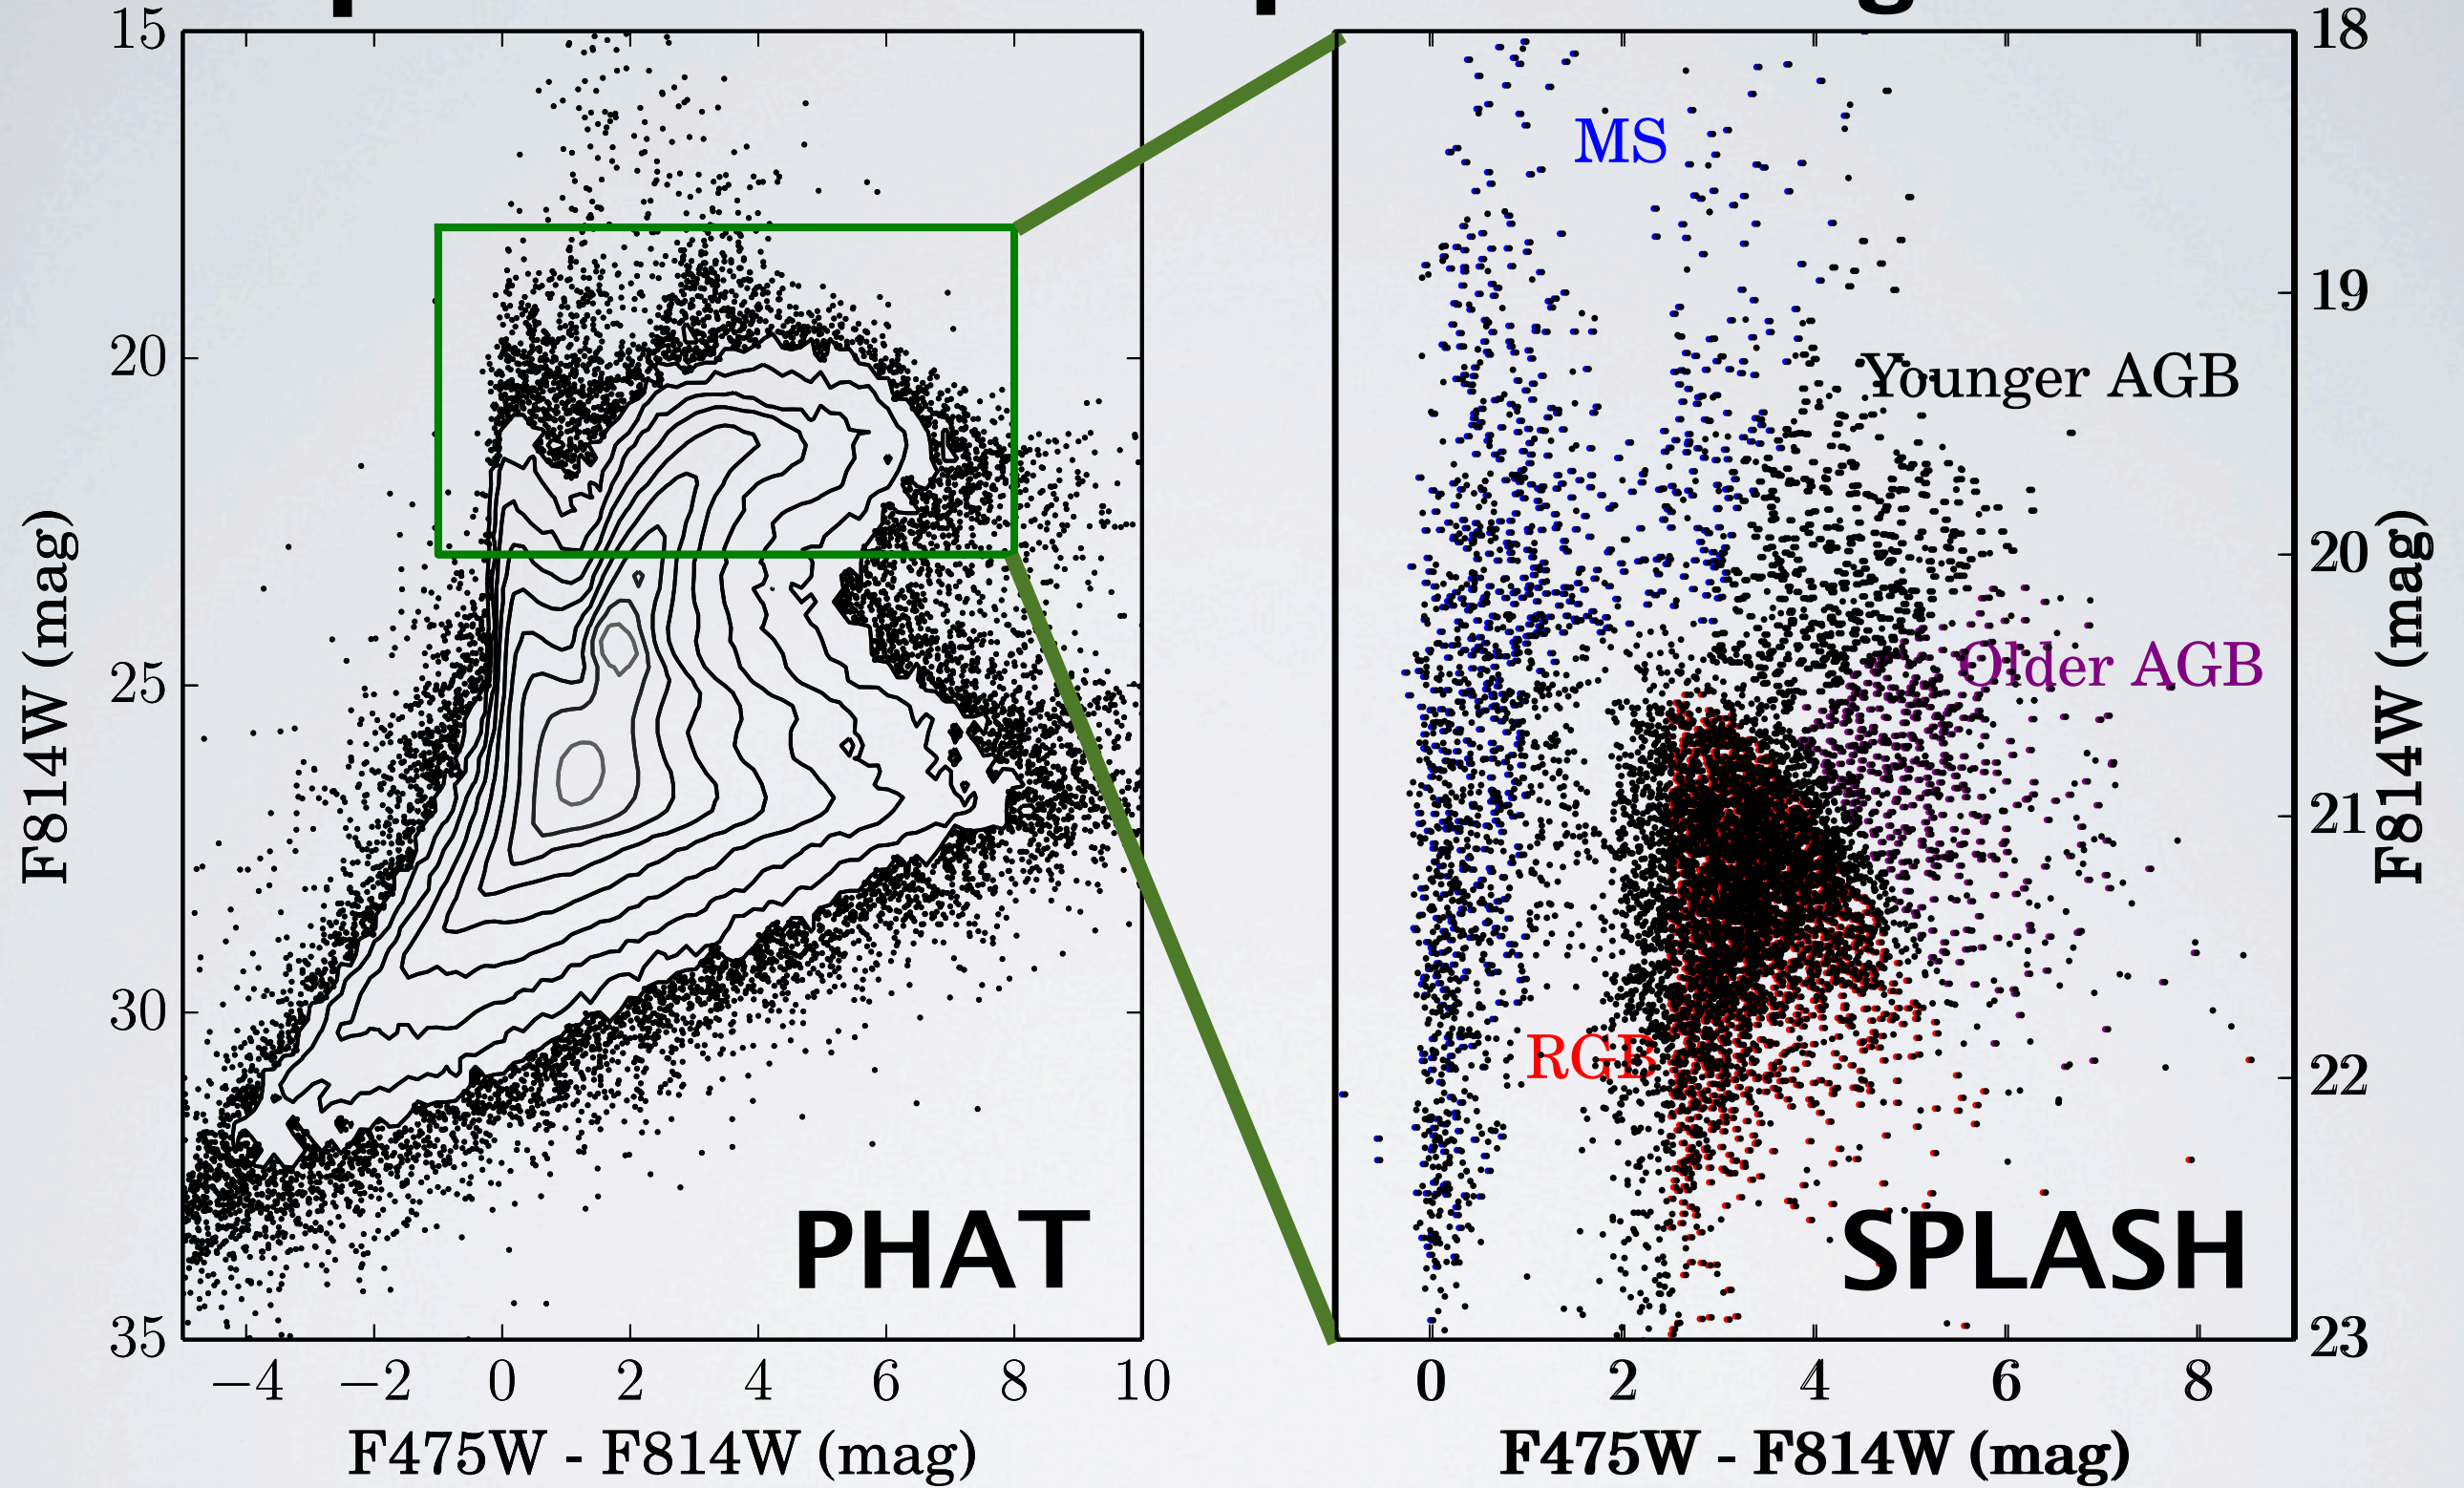 15
20
25
30
35
F814W (mag)
−4 −2 0 2 4 6 8 10
F475W - F814W (mag)
PHAT
MS
Younger AGB
Older AGB
RGB
SPLASH
18
19
20
21
22
23
F814W (mag)
0 2 4 6 8
F475W - F814W (mag)